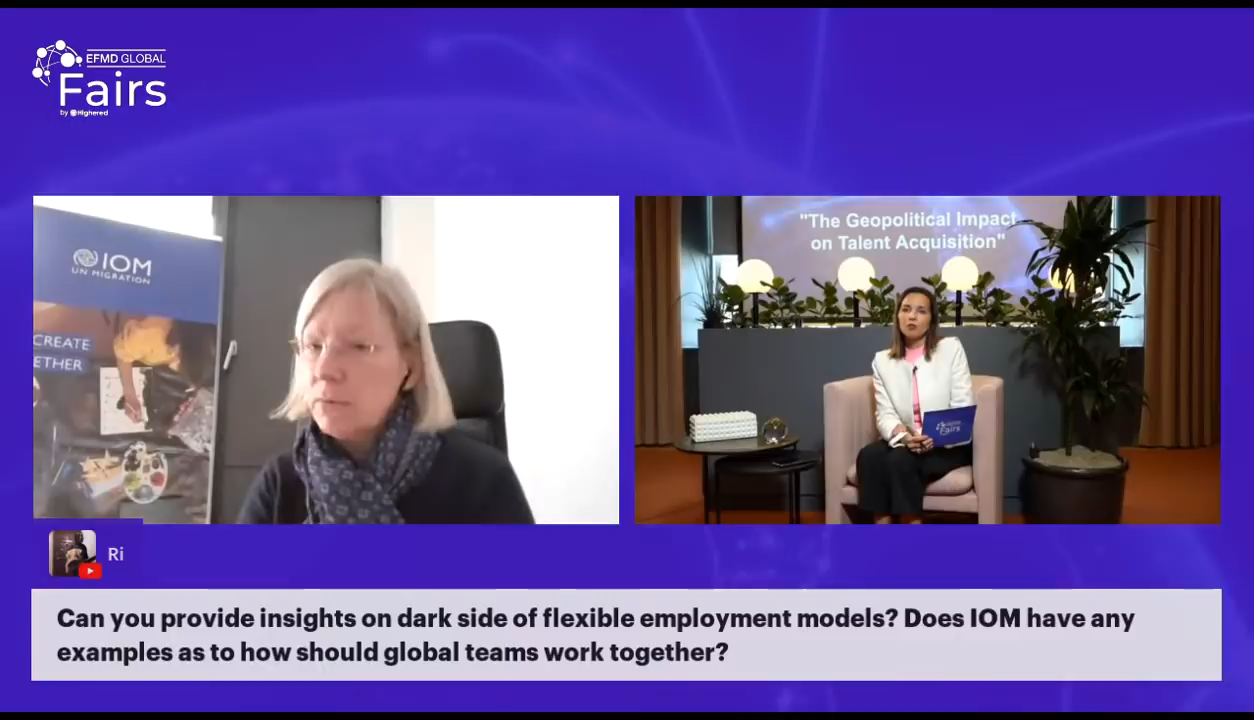 EFMD GLOBAL
Fairs
by Highered
IOM
UN MIGRATION
CREATE
ETHER
"The Geopolitical Impact
on Talent Acquisition"
Fairs
Ri
Can you provide insights on dark side of flexible employment models? Does IOM have any
examples as to how should global teams work together?